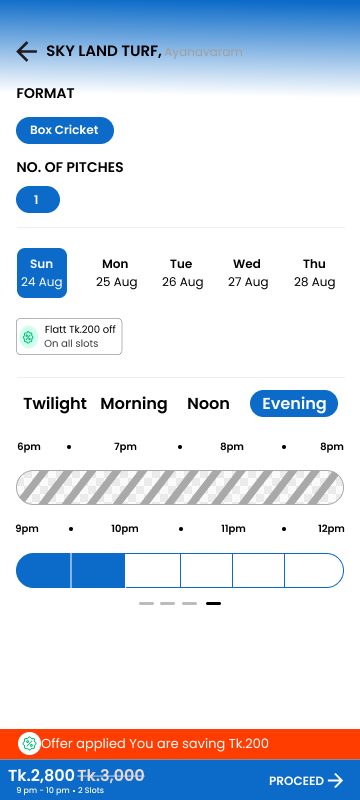 SKY LAND TURF, Ayanavaram
FORMAT
Box Cricket
NO. OF PITCHES
1
Sun Mon Tue Wed Thu
24 Aug 25 Aug 26 Aug 27 Aug 28 Aug
Flatt Tk.200 off
On all slots
Twilight Morning Noon Evening
6pm • 7pm • 8pm • 8pm
9pm • 10pm • 11pm • 12pm
Offer applied You are saving Tk.200
Tk.2,800 Tk.3,000
9 pm - 10 pm • 2 Slots
PROCEED